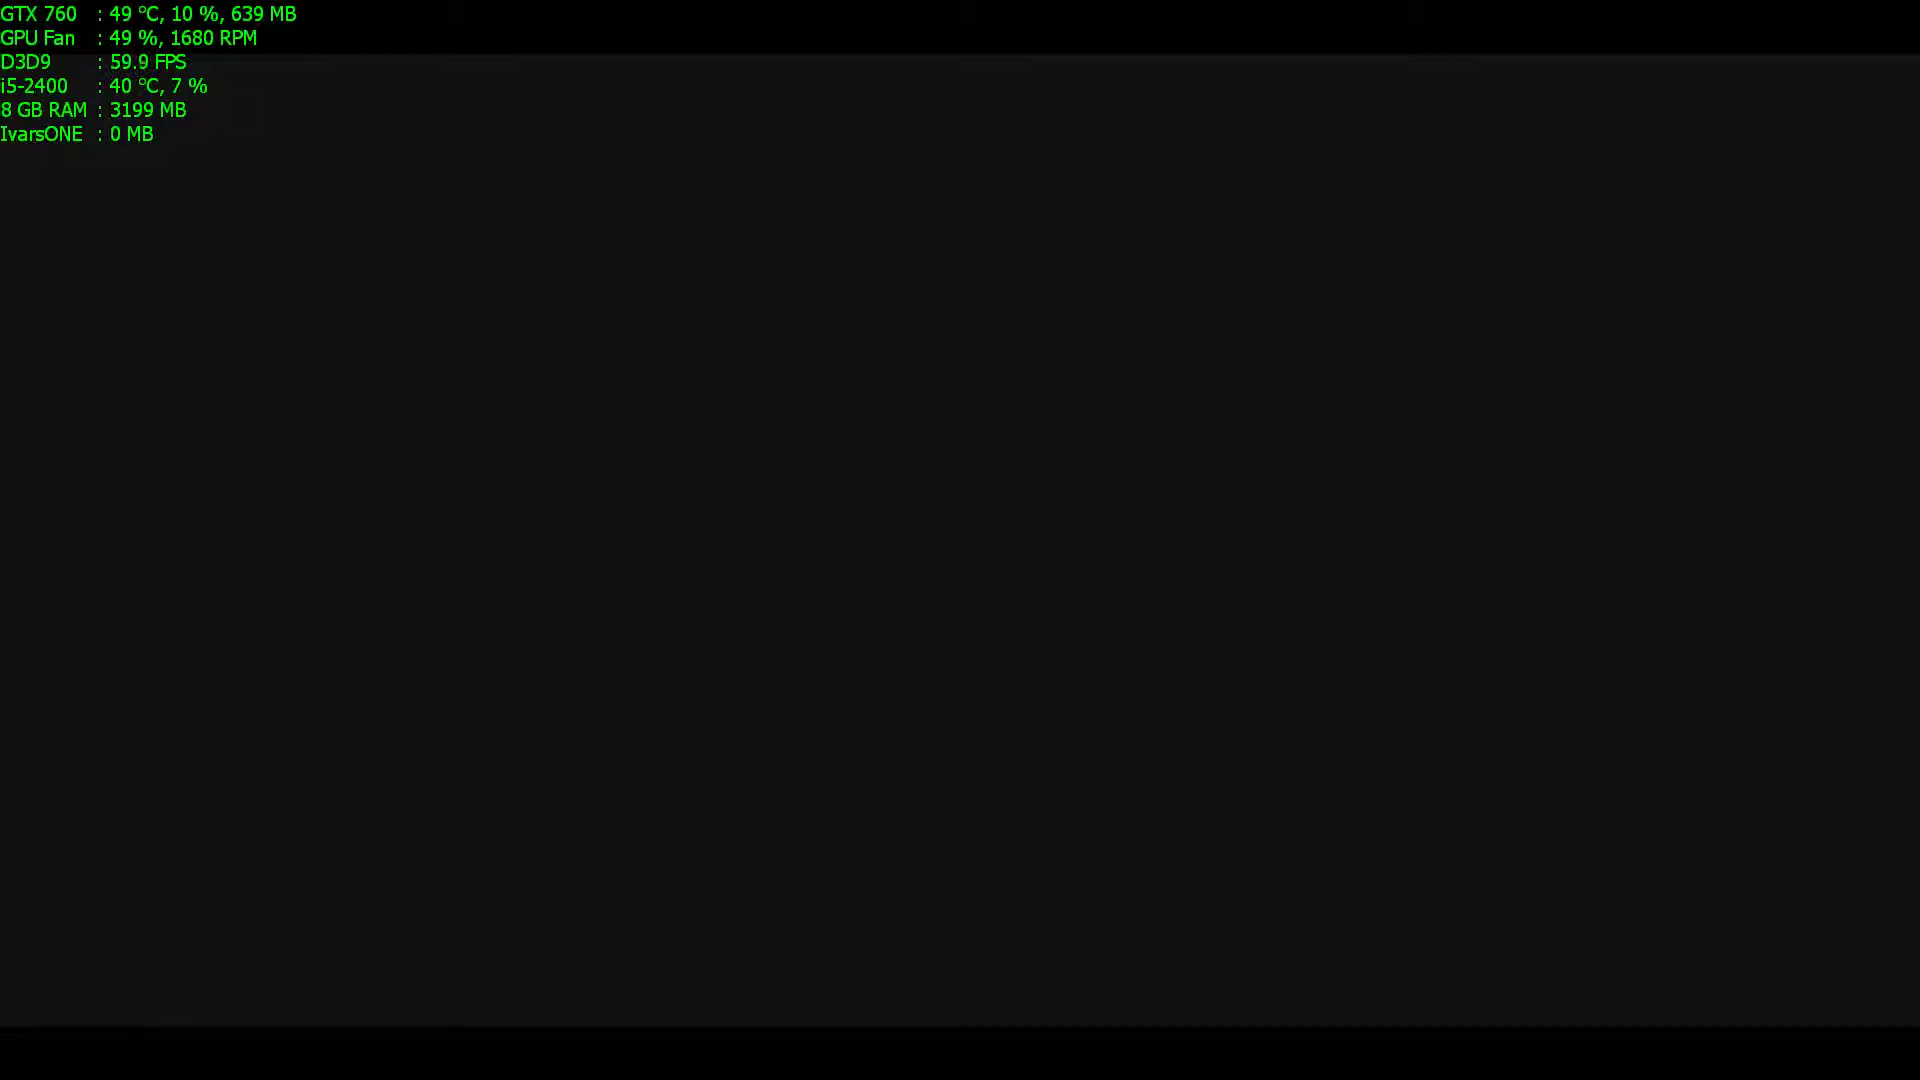 GTX 760 : 49 °C, 10 %, 639 MB
GPU Fan : 49 %, 1680 RPM
D3D9 : 59.9 FPS
i5-2400 : 40 °C, 7 %
8 GB RAM : 3199 MB
IvarsONE : 0 MB